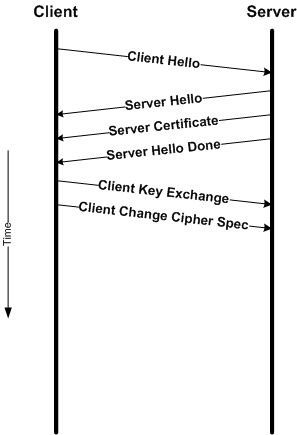 Client
Server
Client Hello
Server Hello
Server Certificate
Server Hello Done
Client Key Exchange
Client Change Cipher Spec
Time